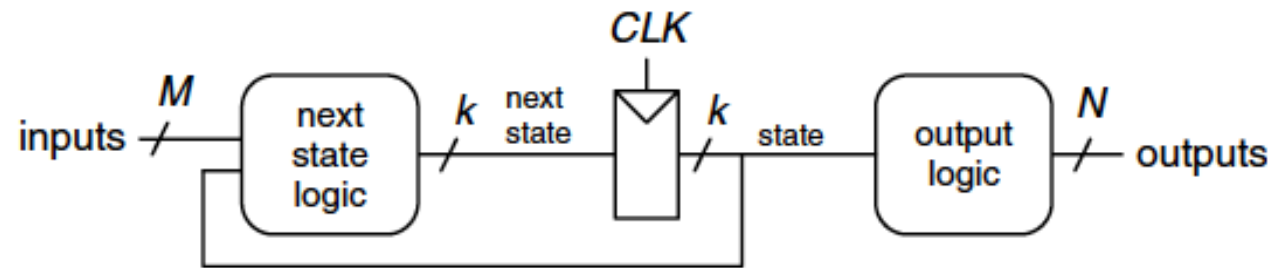 CLK
M
next
state
logic
inputs
k
next
state
k
state
output
logic
N
outputs